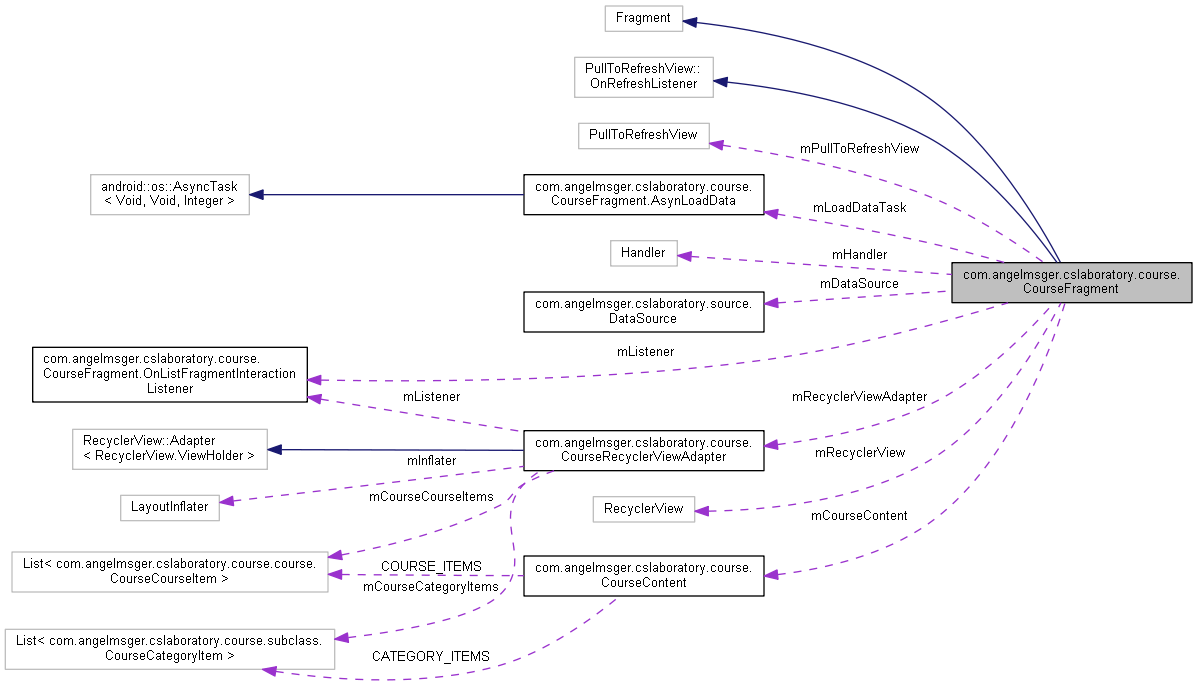 Fragment
PullToRefreshView::
OnRefreshListener
PullToRefreshView
mPullToRefreshView
android::os::AsyncTask
< Void, Void, Integer >
com.angelmsger.cslaboratory.course.
CourseFragment.AsynLoadData
mLoadDataTask
Handler
mHandler
com.angelmsger.cslaboratory.course.
CourseFragment
mDataSource
com.angelmsger.cslaboratory.source.
DataSource
mListener
com.angelmsger.cslaboratory.course.
CourseFragment.OnListFragmentInteraction
Listener
mListener
mRecyclerViewAdapter
RecyclerView::Adapter
< RecyclerView.ViewHolder >
com.angelmsger.cslaboratory.course.
CourseRecyclerViewAdapter
mInflater
mRecyclerView
LayoutInflater
mCourseCourseItems
RecyclerView
mCourseContent
List< com.angelmsger.cslaboratory.course.course.
CourseCourseItem >
COURSE_ITEMS
mCourseCategoryItems
com.angelmsger.cslaboratory.course.
CourseContent
List< com.angelmsger.cslaboratory.course.subclass.
CourseCategoryItem >
CATEGORY_ITEMS